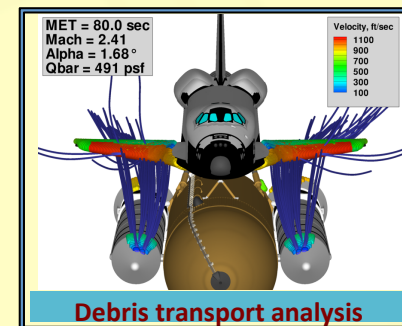 MET = 80.0 sec
Mach = 2.41
Alpha = 1.68°
Qbar = 491 psf
Velocity, ft/sec
1100
900
700
500
300
100
Debris transport analysis